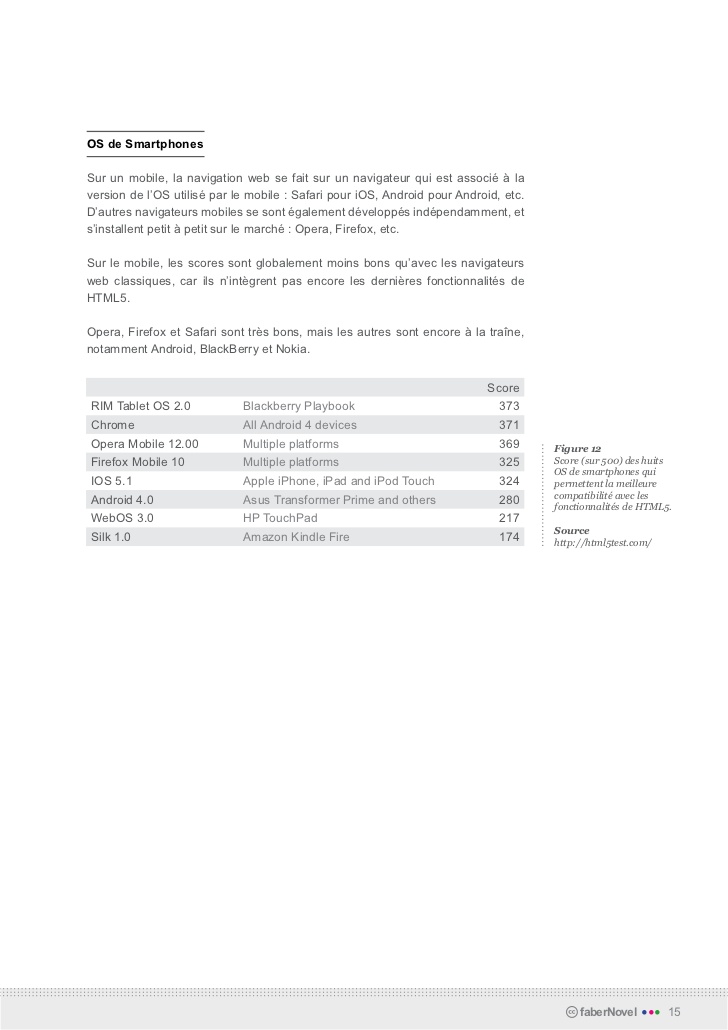 OS de Smartphones
Sur un mobile, la navigation web se fait sur un navigateur qui est associé à la
version de l’OS utilisé par le mobile : Safari pour iOS, Android pour Android, etc.
D’autres navigateurs mobiles se sont également développés indépendamment, et
s’installent petit à petit sur le marché : Opera, Firefox, etc.
Sur le mobile, les scores sont globalement moins bons qu’avec les navigateurs
web classiques, car ils n’intègrent pas encore les dernières fonctionnalités de
HTML5.
Opera, Firefox et Safari sont très bons, mais les autres sont encore à la traîne,
notamment Android, BlackBerry et Nokia.
Score
RIM Tablet OS 2.0 Blackberry Playbook 373
Chrome All Android 4 devices 371
Opera Mobile 12.00 Multiple platforms 369
Firefox Mobile 10 Multiple platforms 325
IOS 5.1 Apple iPhone, iPad and iPod Touch 324
Android 4.0 Asus Transformer Prime and others 280
WebOS 3.0 HP TouchPad 217
Silk 1.0 Amazon Kindle Fire 174
Figure 12
Score (sur 500) des huits
OS de smartphones qui
permettent la meilleure
compatibilité avec les
fonctionnalités de HTML5.
Source
http://html5test.com/
cc faberNovel 15